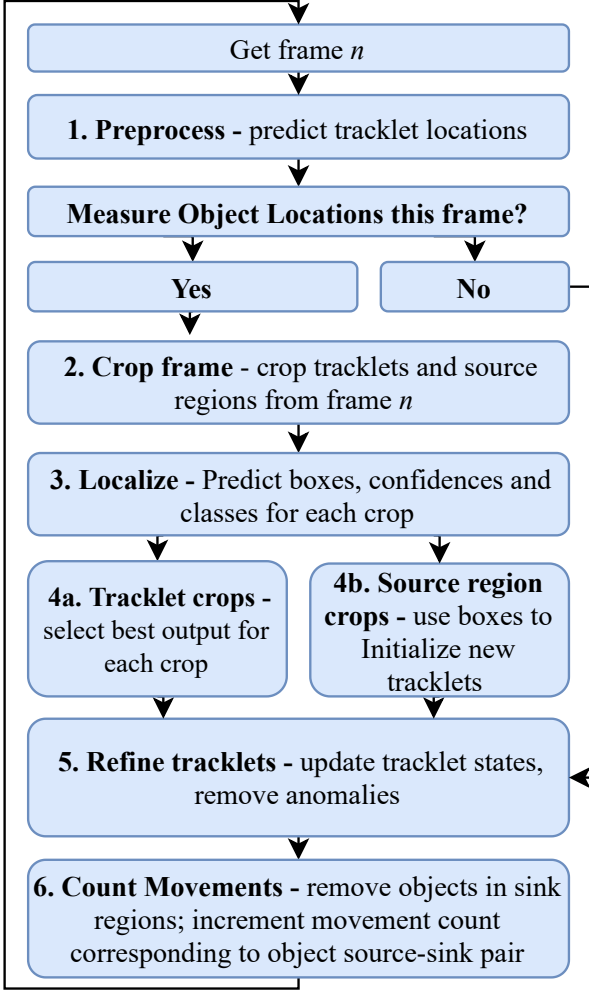 Get frame n
1. Preprocess - predict tracklet locations
Measure Object Locations this frame?
Yes
No
2. Crop frame - crop tracklets and source
regions from frame n
3. Localize - Predict boxes, confidences and
classes for each crop
4a. Tracklet crops -
select best output for
each crop
4b. Source region
crops - use boxes to
Initialize new
tracklets
5. Refine tracklets - update tracklet states,
remove anomalies
6. Count Movements - remove objects in sink
regions; increment movement count
corresponding to object source-sink pair